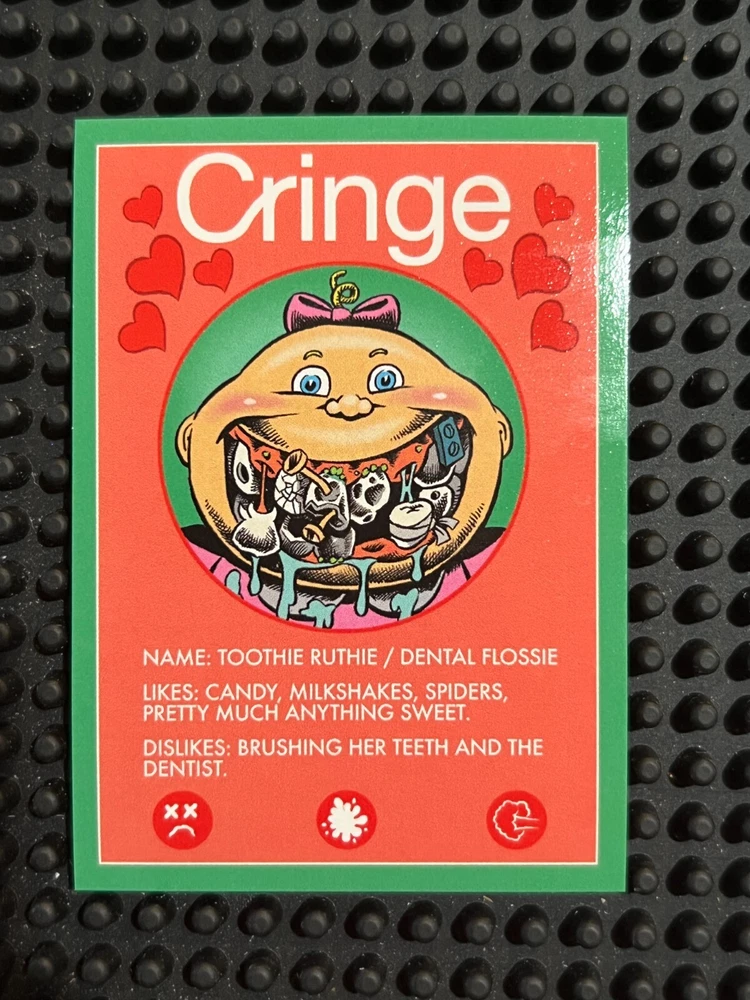 Cringe
NAME: TOOTHIE RUTHIE / DENTAL FLOSSIE
LIKES: CANDY, MILKSHAKES, SPIDERS,
PRETTY MUCH ANYTHING SWEET.
DISLIKES: BRUSHING HER TEETH AND THE
DENTIST.